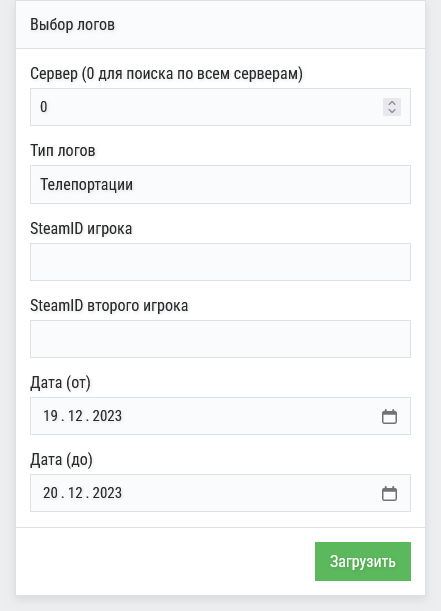 Выбор логов
Сервер (0 для поиска по всем серверам)
0
Тип логов
Телепортации
SteamID игрока
SteamID второго игрока
Дата (от)
19 . 12 . 2023
Дата (до)
20 . 12 . 2023
Загрузить